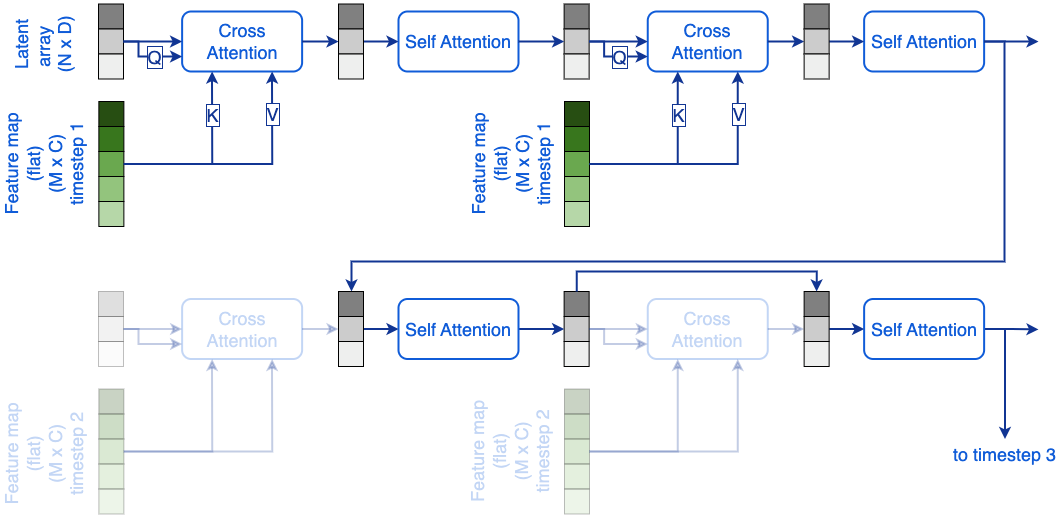 Latent
array
(N x D)
Q
Cross
Attention
Self Attention
Q
Cross
Attention
Self Attention
K
V
K
V
Feature map
(flat)
(M x C)
timestep 1
Feature map
(flat)
(M x C)
timestep 1
Cross
Attention
Self Attention
Cross
Attention
Self Attention
Feature map
(flat)
(M x C)
timestep 2
Feature map
(flat)
(M x C)
timestep 2
to timestep 3